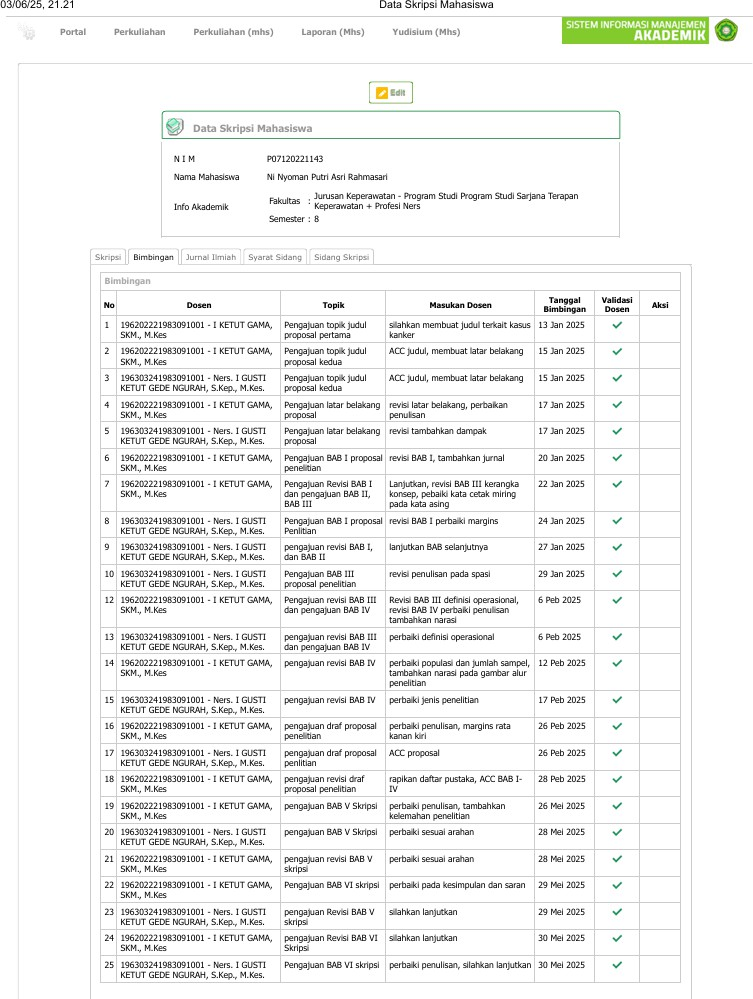 03/06/25, 21.21 Data Skripsi Mahasiswa
Portal Perkuliahan Perkuliahan (mhs) Laporan (Mhs) Yudisium (Mhs)
SISTEM INFORMASI MANAJEMEN
AKADEMIK
Edit
Data Skripsi Mahasiswa
N I M P07120221143
Nama Mahasiswa Ni Nyoman Putri Asri Rahmasari
Info Akademik
Fakultas : Jurusan Keperawatan - Program Studi Program Studi Sarjana Terapan
Keperawatan + Profesi Ners
Semester : 8
Skripsi Bimbingan Jurnal Ilmiah Syarat Sidang Sidang Skripsi
Bimbingan
No Dosen Topik Masukan Dosen Tanggal Bimbingan Validasi Dosen Aksi
1 196202221983091001 - I KETUT GAMA, Pengajuan topik judul silahkan membuat judul terkait kasus 13 Jan 2025
SKM., M.Kes proposal pertama kanker
2 196202221983091001 - I KETUT GAMA, Pengajuan topik judul ACC judul, membuat latar belakang 15 Jan 2025
SKM., M.Kes proposal kedua
3 196303241983091001 - Ners. I GUSTI Pengajuan topik judul ACC judul, membuat latar belakang 15 Jan 2025
KETUT GEDE NGURAH, S.Kep., M.Kes. proposal kedua
4 196202221983091001 - I KETUT GAMA, Pengajuan latar belakang revisi latar belakang, perbaikan 17 Jan 2025
SKM., M.Kes proposal penulisan
5 196303241983091001 - Ners. I GUSTI Pengajuan latar belakang revisi tambahkan dampak 17 Jan 2025
KETUT GEDE NGURAH, S.Kep., M.Kes. proposal
6 196202221983091001 - I KETUT GAMA, Pengajuan BAB I proposal revisi BAB I, tambahkan jurnal 20 Jan 2025
SKM., M.Kes penelitian
7 196202221983091001 - I KETUT GAMA, Pengajuan Revisi BAB I Lanjutkan, revisi BAB III kerangka 22 Jan 2025
SKM., M.Kes dan pengajuan BAB II, konsep, pebaiki kata cetak miring
BAB III pada kata asing
8 196303241983091001 - Ners. I GUSTI Pengajuan BAB I proposal revisi BAB I perbaiki margins 24 Jan 2025
KETUT GEDE NGURAH, S.Kep., M.Kes. Penlitian
9 196303241983091001 - Ners. I GUSTI pengajuan revisi BAB I, lanjutkan BAB selanjutnya 27 Jan 2025
KETUT GEDE NGURAH, S.Kep., M.Kes. dan BAB II
10 196303241983091001 - Ners. I GUSTI Pengajuan BAB III revisi penulisan pada spasi 29 Jan 2025
KETUT GEDE NGURAH, S.Kep., M.Kes. proposal penelitian
12 196202221983091001 - I KETUT GAMA, Pengajuan revisi BAB III Revisi BAB III definisi operasional, 6 Peb 2025
SKM., M.Kes dan pengajuan BAB IV revisi BAB IV perbaiki penulisan
tambahkan narasi
13 196303241983091001 - Ners. I GUSTI pengajuan revisi BAB III perbaiki definisi operasional 6 Peb 2025
KETUT GEDE NGURAH, S.Kep., M.Kes. dan pengajuan BAB IV
14 196202221983091001 - I KETUT GAMA, pengajuan revisi BAB IV perbaiki populasi dan jumlah sampel, 12 Peb 2025
SKM., M.Kes tambahkan narasi pada gambar alur
penelitian
15 196303241983091001 - Ners. I GUSTI pengajuan revisi BAB IV perbaiki jenis penelitian 17 Peb 2025
KETUT GEDE NGURAH, S.Kep., M.Kes.
16 196202221983091001 - I KETUT GAMA, pengajuan draf proposal perbaiki penulisan, margins rata 26 Peb 2025
SKM., M.Kes penelitian kanan kiri
17 196303241983091001 - Ners. I GUSTI pengajuan draf proposal ACC proposal 26 Peb 2025
KETUT GEDE NGURAH, S.Kep., M.Kes. penlitian
18 196202221983091001 - I KETUT GAMA, pengajuan revisi draf rapikan daftar pustaka, ACC BAB I- 28 Peb 2025
SKM., M.Kes proposal penelitian IV
19 196202221983091001 - I KETUT GAMA, pengajuan BAB V Skripsi perbaiki penulisan, tambahkan 26 Mei 2025
SKM., M.Kes kelemahan penelitian
20 196303241983091001 - Ners. I GUSTI pengajuan BAB V Skripsi perbaiki sesuai arahan 28 Mei 2025
KETUT GEDE NGURAH, S.Kep., M.Kes.
21 196202221983091001 - I KETUT GAMA, pengajuan revisi BAB V perbaiki sesuai arahan 28 Mei 2025
SKM., M.Kes skripsi
22 196202221983091001 - I KETUT GAMA, Pengajuan BAB VI skripsi perbaiki pada kesimpulan dan saran 29 Mei 2025
SKM., M.Kes
23 196303241983091001 - Ners. I GUSTI pengajuan Revisi BAB V silahkan lanjutkan 29 Mei 2025
KETUT GEDE NGURAH, S.Kep., M.Kes. skripsi
24 196202221983091001 - I KETUT GAMA, pengajuan Revisi BAB VI silahkan lanjutkan 30 Mei 2025
SKM., M.Kes Skripsi
25 196303241983091001 - Ners. I GUSTI Pengajuan BAB VI skripsi perbaiki penulisan, silahkan lanjutkan 30 Mei 2025
KETUT GEDE NGURAH, S.Kep., M.Kes.